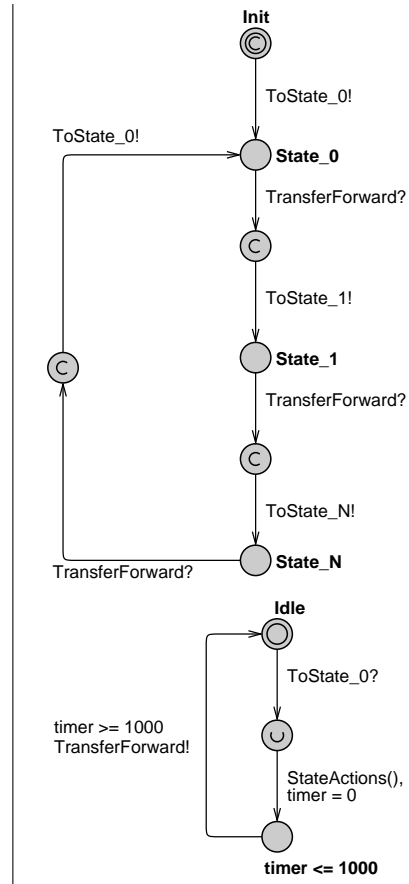 Init
ToState_0!
ToState_0!
State_0
TransferForward?
C
ToState_1!
C
State_1
TransferForward?
C
ToState_N!
State_N
TransferForward?
Idle
ToState_0?
timer >= 1000
TransferForward!
StateActions(),
timer = 0
timer <= 1000